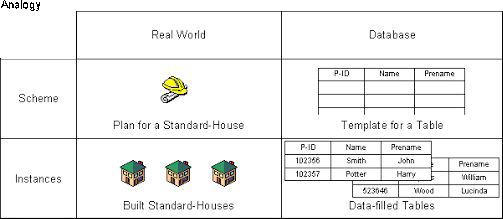 Analogy
Real World Database
Scheme
P-ID Name Prename
Plan for a Standard-House Template for a Table
Instances
P-ID Name Prename
102356 Smith John
102357 Potter Harry
Prename
William
523646 Wood Lucinda
Built Standard-Houses Data-filled Tables